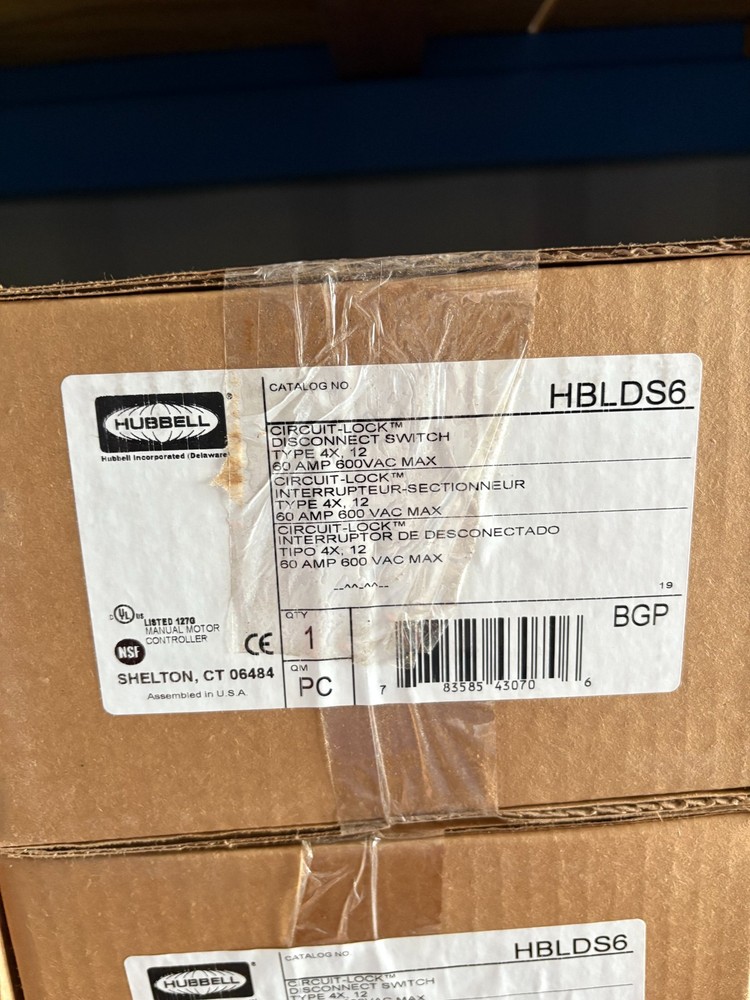 HUBBELL®
Hubbell Incorporated (Delaware
CATALOG NO.
HBLDS6
CIRCUIT-LOCK™
DISCONNECT SWITCH
TYPE 4X, 12
60 AMP 600VAC MAX
CIRCUIT-LOCK™
INTERRUPTEUR-SECTIONNEUR
TYPE 4X, 12
60 AMP 600 VAC MAX
CIRCUIT-LOCK™
INTERRUPTOR DE DESCONECTADO
TIPO 4X, 12
60 AMP 600 VAC MAX
--^^-^^--
19
C UL US
LISTED 127G
MANUAL MOTOR
CONTROLLER
NSF
CE
SHELTON, CT 06484
Assembled in U.S.A.
QTY
1
QM
PC
BGP
7 83585 43070 6
HUBBELL
CATALOG NO.
HBLDS6
CIRCUIT-LOCK™
DISCONNECT SWITCH
TYPE 4X, 12